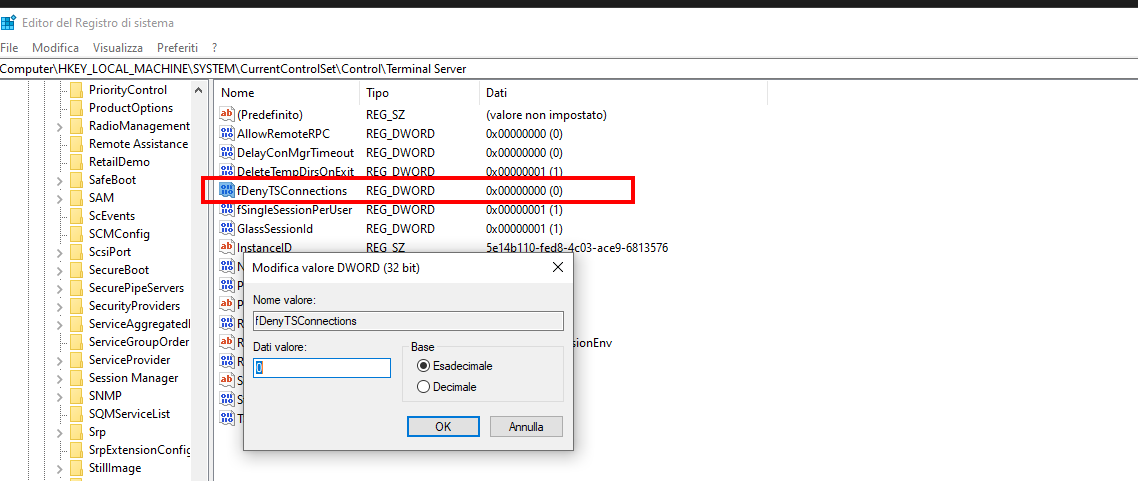 Editor del Registro di sistema
File Modifica Visualizza Preferiti ?
Computer\HKEY_LOCAL_MACHINE\SYSTEM\CurrentControlSet\Control\Terminal Server
PriorityControl
ProductOptions
RadioManagement
Remote Assistance
RetailDemo
SafeBoot
SAM
ScEvents
SCMConfig
ScsiPort
SecureBoot
SecurePipeServers
SecurityProviders
ServiceAggregatedI
ServiceGroupOrder
ServiceProvider
Session Manager
SNMP
SQMServiceList
Srp
SrpExtensionConfig
StillImage
Nome Tipo Dati
(Predefinito) REG_SZ (valore non impostato)
AllowRemoteRPC REG_DWORD 0x00000000 (0)
DelayConMgrTimeout REG_DWORD 0x00000000 (0)
DeleteTempDirsOnExit REG_DWORD 0x00000001 (1)
fDenyTSConnections REG_DWORD 0x00000000 (0)
fSingleSessionPerUser REG_DWORD 0x00000001 (1)
GlassSessionId REG_DWORD 0x00000001 (1)
InstanceID REG_SZ 5e14b110-fed8-4c03-ace9-6813576
N
P
P
R
R sionEnv
R
S
S
T
Modifica valore DWORD (32 bit)
Nome valore:
fDenyTSConnections
Dati valore:
0
Base
Esadecimale
Decimale
OK Annulla